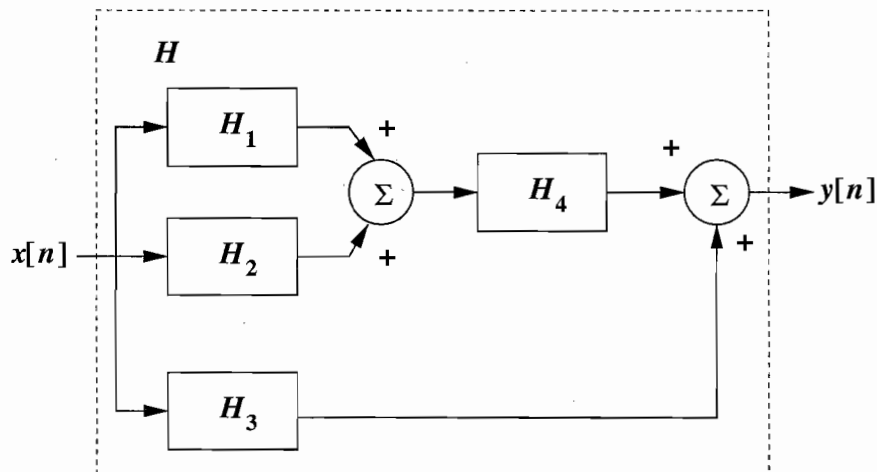 H
H1
+
H4
+
Σ
Σ
y[n]
x[n]
H2
+
+
H3